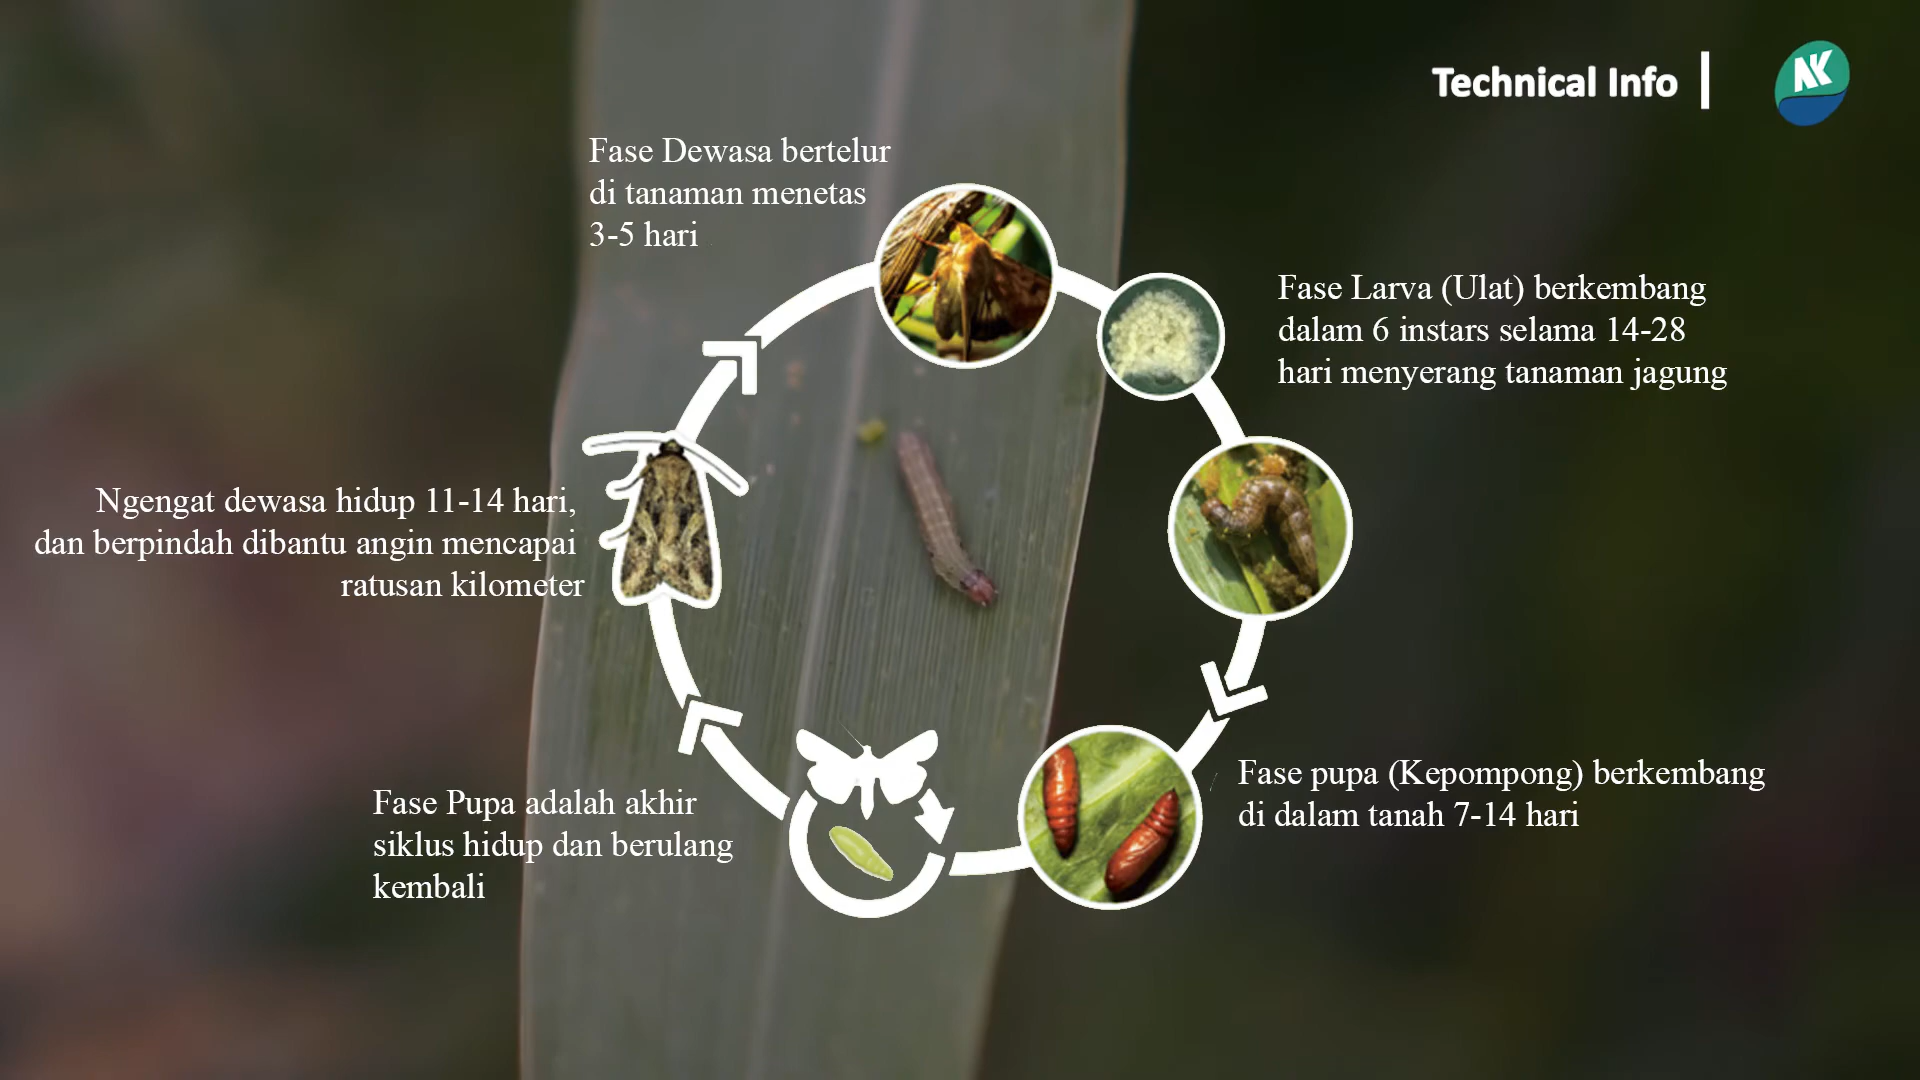 Technical Info
NK
Fase Dewasa bertelur
di tanaman menetas
3-5 hari
Fase Larva (Ulat) berkembang
dalam 6 instars selama 14-28
hari menyerang tanaman jagung
Ngengat dewasa hidup 11-14 hari,
dan berpindah dibantu angin mencapai
ratusan kilometer
Fase pupa (Kepompong) berkembang
di dalam tanah 7-14 hari
Fase Pupa adalah akhir
siklus hidup dan berulang
kembali